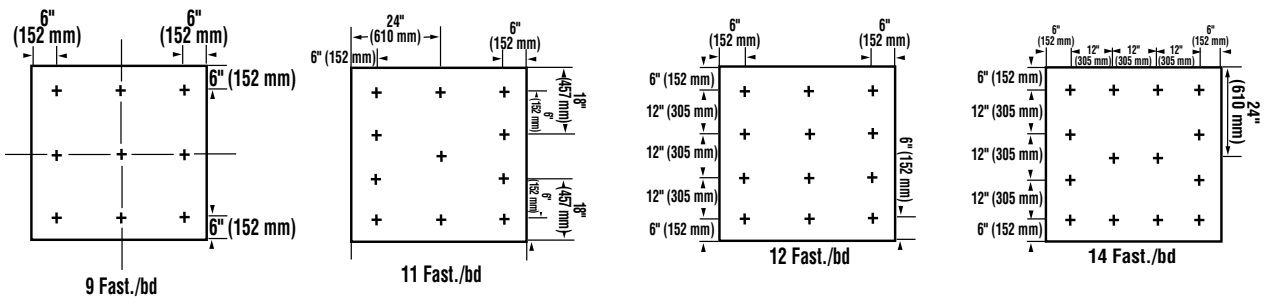 6"
(152 mm)
6"
(152 mm)
6" (152 mm)
6" (152 mm)
9 Fast./bd
24"
(610 mm)
6"
(152 mm)
6" (152 mm)
18"
(457 mm)
6"
(152 mm)
6"
(152 mm)
18"
(457 mm)
11 Fast./bd
6"
(152 mm)
6"
(152 mm)
6" (152 mm)
12" (305 mm)
12" (305 mm)
12" (305 mm)
6" (152 mm)
6" (152 mm)
12 Fast./bd
6"
(152 mm)
12"
(305 mm)
12"
(305 mm)
12"
(305 mm)
6"
(152 mm)
6" (152 mm)
12" (305 mm)
12" (305 mm)
12" (305 mm)
6" (152 mm)
24"
(610 mm)
14 Fast./bd